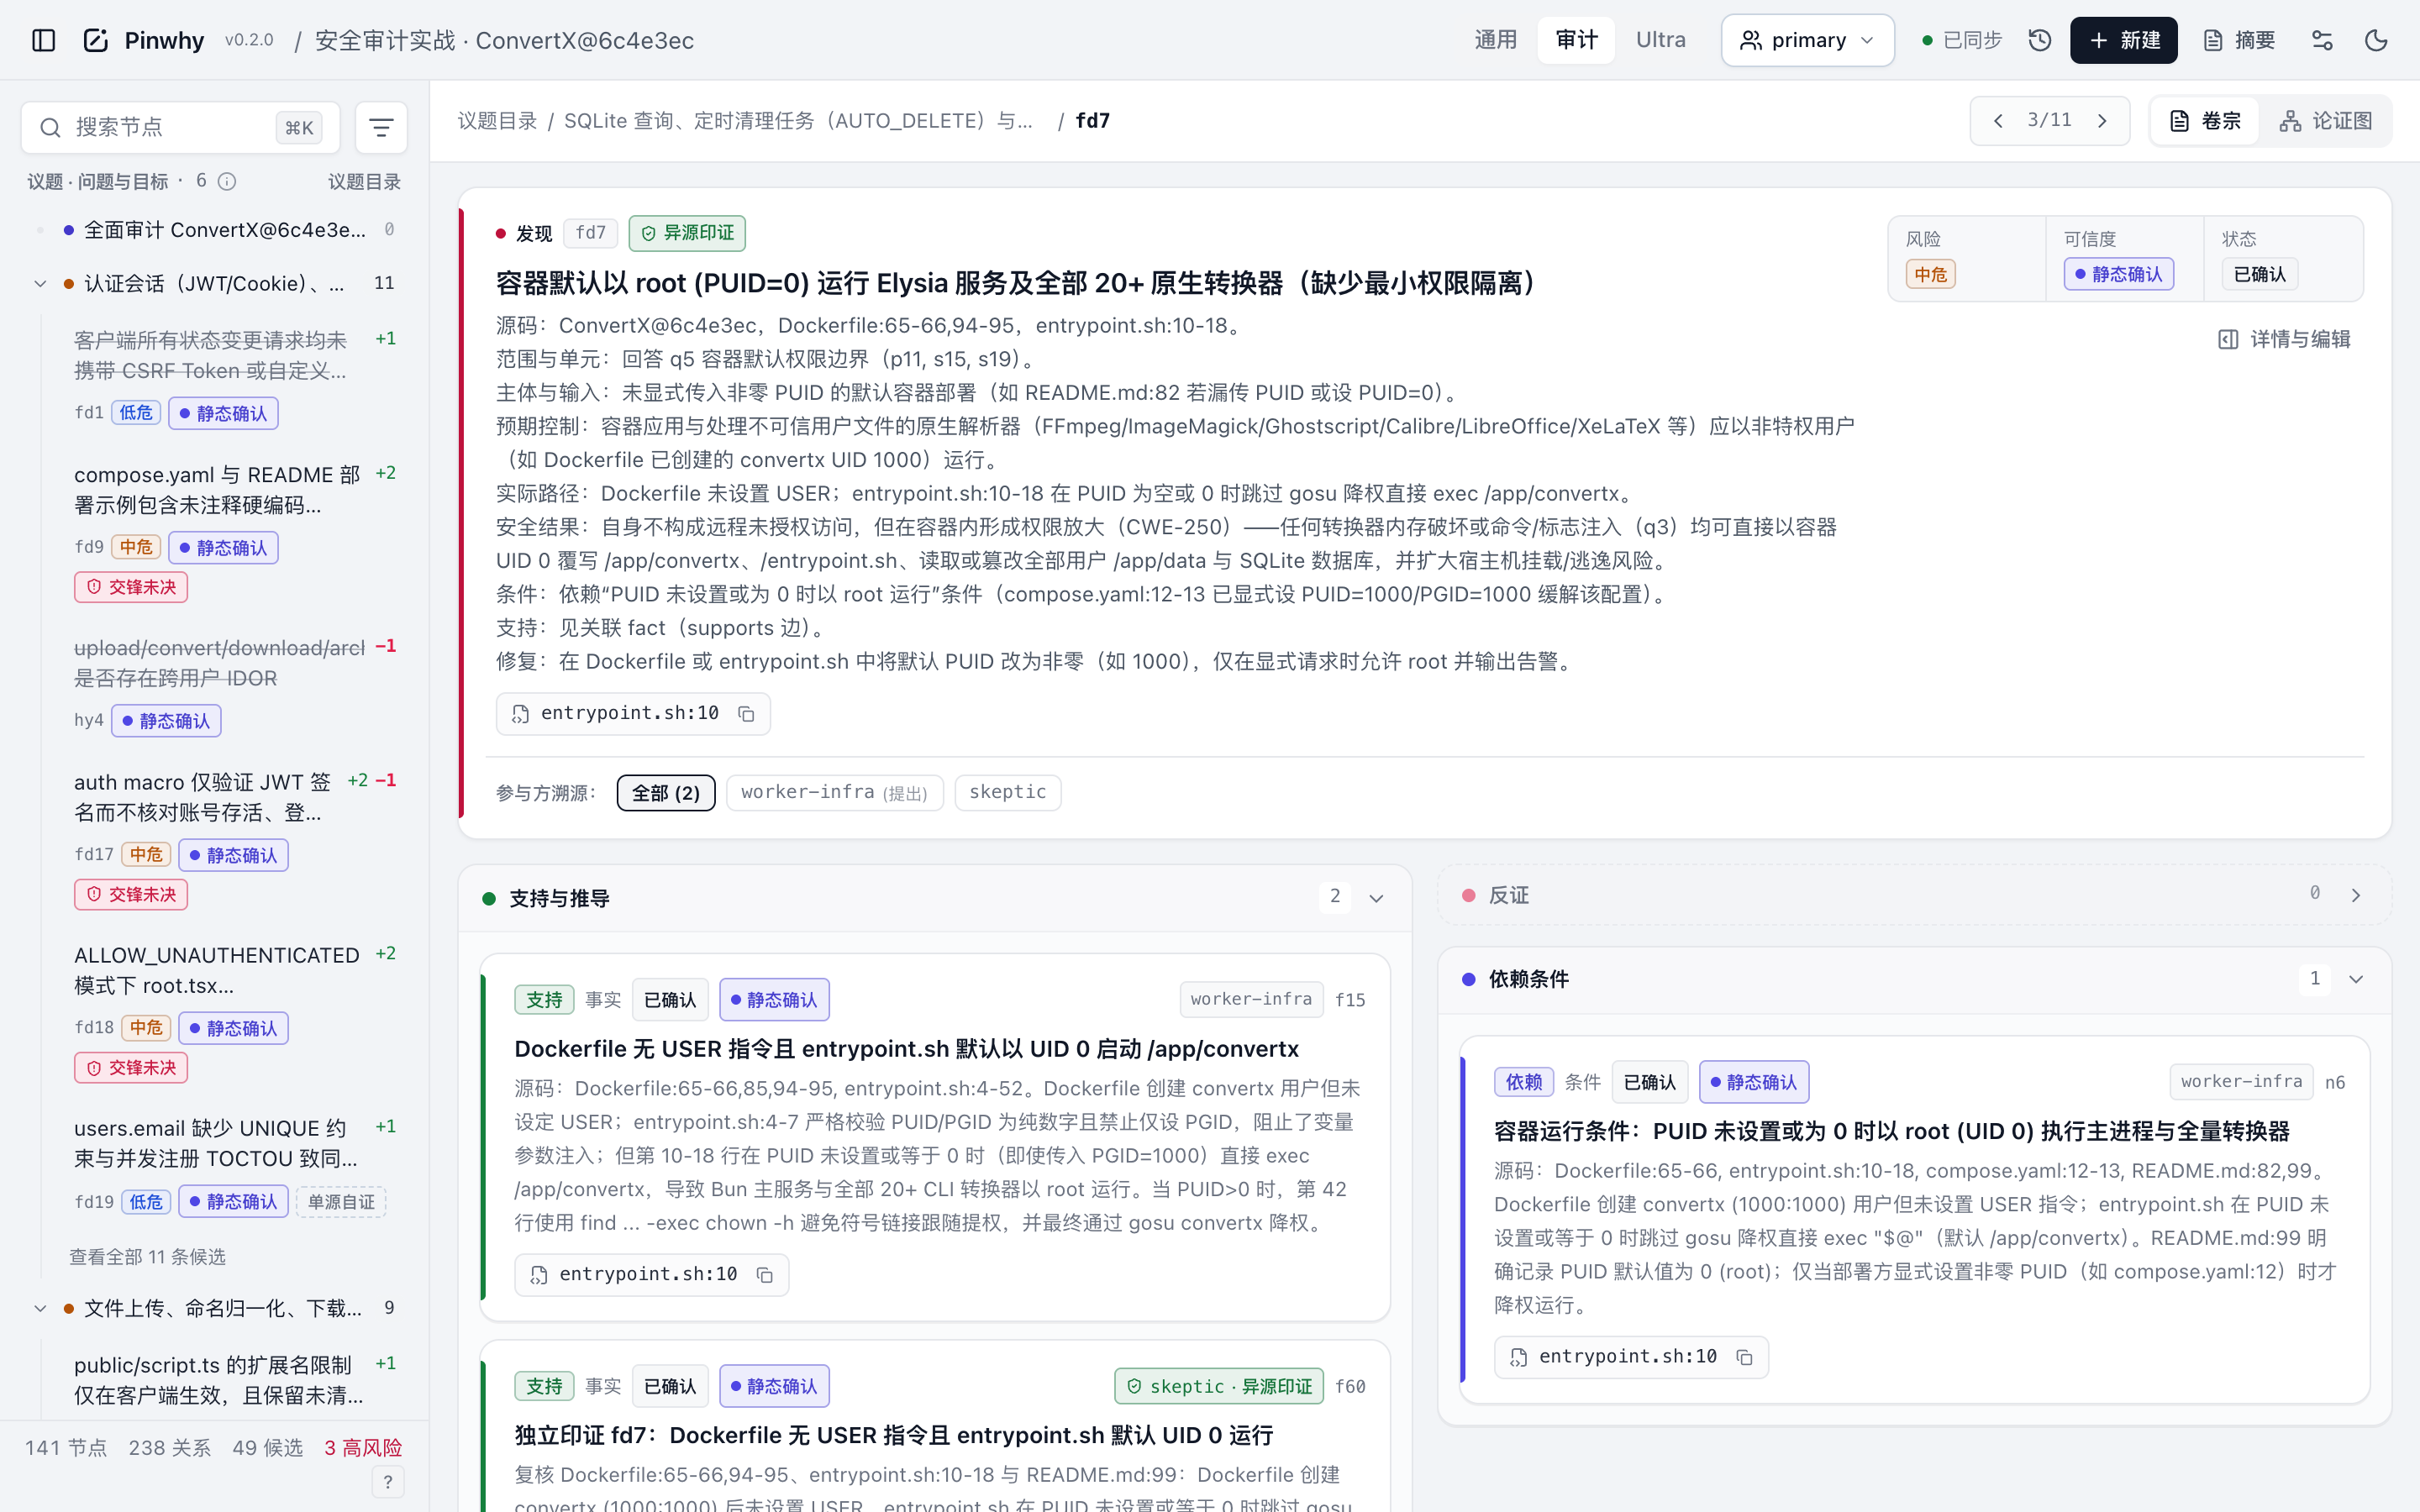 Pinwhy v0.2.0 / 安全审计实战 · ConvertX@6c4e3ec
通用 审计 Ultra primary 已同步 新建 摘要
搜索节点 ⌘K
议题 · 问题与目标 · 6 议题目录
全面审计 ConvertX@6c4e3e... 0
认证会话（JWT/Cookie）、... 11
客户端所有状态变更请求均未 +1
携带 CSRF Token 或自定义...
fd1 低危 静态确认
compose.yaml 与 README 部 +2
署示例包含未注释硬编码...
fd9 中危 静态确认
交锋未决
upload/convert/download/arcl −1
是否存在跨用户 IDOR
hy4 静态确认
auth macro 仅验证 JWT 签 +2 −1
名而不核对账号存活、登...
fd17 中危 静态确认
交锋未决
ALLOW_UNAUTHENTICATED +2
模式下 root.tsx...
fd18 中危 静态确认
交锋未决
users.email 缺少 UNIQUE 约 +1
束与并发注册 TOCTOU 致同...
fd19 低危 静态确认 单源自证
查看全部 11 条候选
文件上传、命名归一化、下载... 9
public/script.ts 的扩展名限制 +1
仅在客户端生效，且保留未清...
141 节点 238 关系 49 候选 3 高风险
?
议题目录 / SQLite 查询、定时清理任务（AUTO_DELETE）与... / fd7
3/11 卷宗 论证图
发现 fd7 异源印证
风险 可信度 状态
中危 静态确认 已确认
详情与编辑
容器默认以 root (PUID=0) 运行 Elysia 服务及全部 20+ 原生转换器（缺少最小权限隔离）
源码：ConvertX@6c4e3ec，Dockerfile:65-66,94-95，entrypoint.sh:10-18。
范围与单元：回答 q5 容器默认权限边界（p11, s15, s19）。
主体与输入：未显式传入非零 PUID 的默认容器部署（如 README.md:82 若漏传 PUID 或设 PUID=0）。
预期控制：容器应用与处理不可信用户文件的原生解析器（FFmpeg/ImageMagick/Ghostscript/Calibre/LibreOffice/XeLaTeX 等）应以非特权用户
（如 Dockerfile 已创建的 convertx UID 1000）运行。
实际路径：Dockerfile 未设置 USER；entrypoint.sh:10-18 在 PUID 为空或 0 时跳过 gosu 降权直接 exec /app/convertx。
安全结果：自身不构成远程未授权访问，但在容器内形成权限放大（CWE-250）——任何转换器内存破坏或命令/标志注入（q3）均可直接以容器
UID 0 覆写 /app/convertx、/entrypoint.sh、读取或篡改全部用户 /app/data 与 SQLite 数据库，并扩大宿主机挂载/逃逸风险。
条件：依赖“PUID 未设置或为 0 时以 root 运行”条件（compose.yaml:12-13 已显式设 PUID=1000/PGID=1000 缓解该配置）。
支持：见关联 fact（supports 边）。
修复：在 Dockerfile 或 entrypoint.sh 中将默认 PUID 改为非零（如 1000），仅在显式请求时允许 root 并输出告警。
entrypoint.sh:10
参与方溯源： 全部 (2) worker-infra (提出) skeptic
支持与推导 2
支持 事实 已确认 静态确认 worker-infra f15
Dockerfile 无 USER 指令且 entrypoint.sh 默认以 UID 0 启动 /app/convertx
源码：Dockerfile:65-66,85,94-95, entrypoint.sh:4-52。Dockerfile 创建 convertx 用户但未
设定 USER；entrypoint.sh:4-7 严格校验 PUID/PGID 为纯数字且禁止仅设 PGID，阻止了变量
参数注入；但第 10-18 行在 PUID 未设置或等于 0 时（即使传入 PGID=1000）直接 exec
/app/convertx，导致 Bun 主服务与全部 20+ CLI 转换器以 root 运行。当 PUID>0 时，第 42
行使用 find ... -exec chown -h 避免符号链接跟随提权，并最终通过 gosu convertx 降权。
entrypoint.sh:10
支持 事实 已确认 静态确认 skeptic · 异源印证 f60
独立印证 fd7：Dockerfile 无 USER 指令且 entrypoint.sh 默认 UID 0 运行
复核 Dockerfile:65-66,94-95、entrypoint.sh:10-18 与 README.md:99：Dockerfile 创建
convertx (1000:1000) 后未设置 USER，entrypoint.sh 在 PUID 未设置或等于 0 时跳过 gosu
反证 0
依赖条件 1
依赖 条件 已确认 静态确认 worker-infra n6
容器运行条件：PUID 未设置或为 0 时以 root (UID 0) 执行主进程与全量转换器
源码：Dockerfile:65-66, entrypoint.sh:10-18, compose.yaml:12-13, README.md:82,99。
Dockerfile 创建 convertx (1000:1000) 用户但未设置 USER 指令；entrypoint.sh 在 PUID 未
设置或等于 0 时跳过 gosu 降权直接 exec "$@"（默认 /app/convertx）。README.md:99 明
确记录 PUID 默认值为 0 (root)；仅当部署方显式设置非零 PUID（如 compose.yaml:12）时才
降权运行。
entrypoint.sh:10